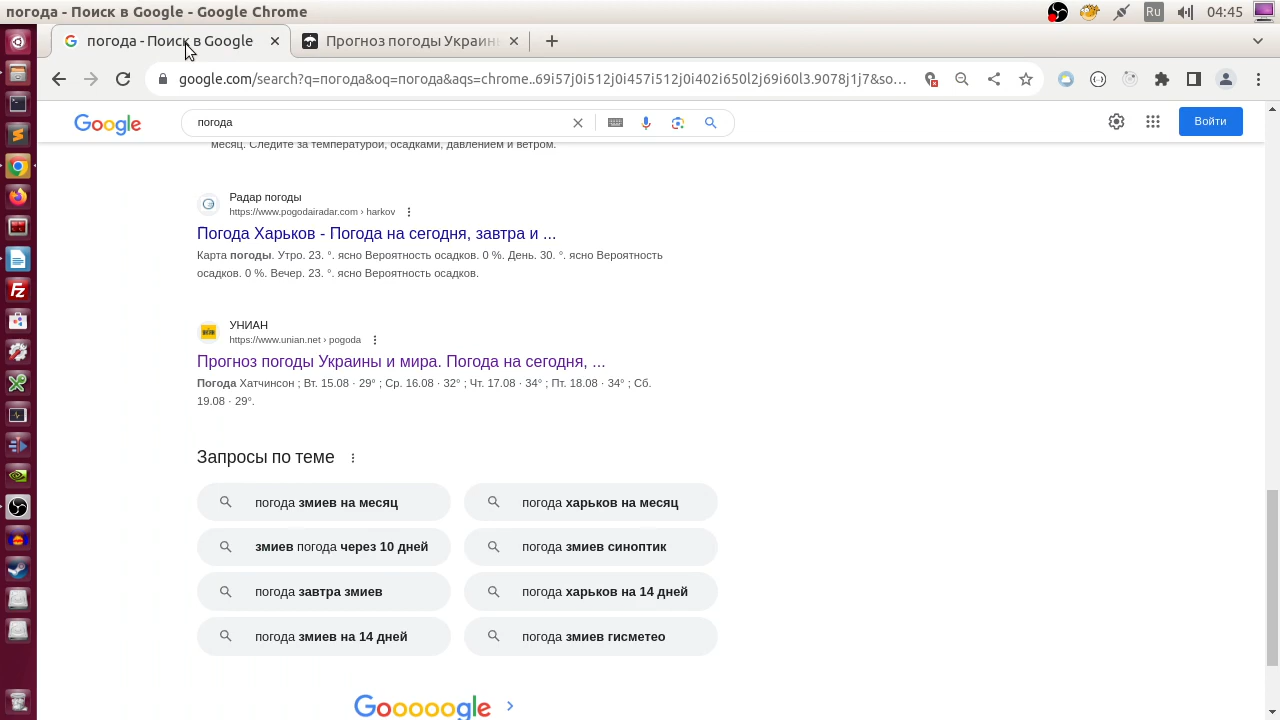 погода - Поиск в Google - Google Chrome
Ru
04:45
погода - Поиск в Google
Прогноз погоды Украин
google.com/search?q=погода&oq=погода&aqs=chrome..69i57j0i512j0i457i512j0i402i650l2j69i60l3.9078j1j7&so...
Google
погода
Войти
месяц. Следите за температурой, осадками, давлением и ветром.
Радар погоды
https://www.pogodairadar.com › harkov
Погода Харьков - Погода на сегодня, завтра и ...
Карта погоды. Утро. 23. °. ясно Вероятность осадков. 0 %. День. 30. °. ясно Вероятность
осадков. 0 %. Вечер. 23. °. ясно Вероятность осадков.
УНИАН
https://www.unian.net › pogoda
Прогноз погоды Украины и мира. Погода на сегодня, ...
Погода Хатчинсон ; Вт. 15.08 · 29° ; Ср. 16.08 · 32° ; Чт. 17.08 · 34° ; Пт. 18.08 · 34° ; Сб.
19.08 · 29°.
Запросы по теме
погода змиев на месяц
погода харьков на месяц
змиев погода через 10 дней
погода змиев синоптик
погода завтра змиев
погода харьков на 14 дней
погода змиев на 14 дней
погода змиев гисметео
Gooooogle